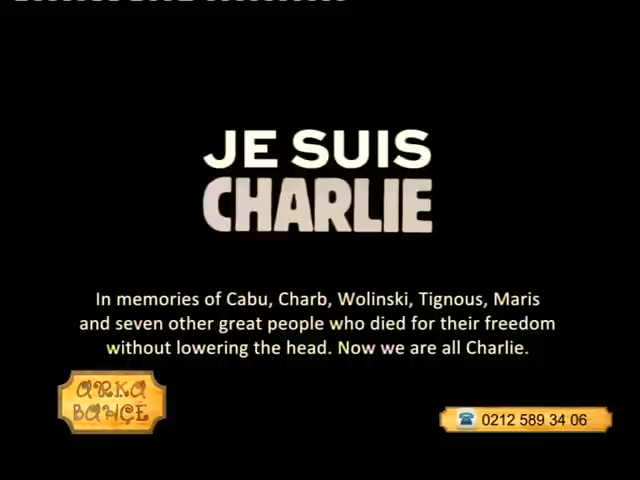 JE SUIS
CHARLIE
In memories of Cabu, Charb, Wolinski, Tignous, Maris
and seven other great people who died for their freedom
without lowering the head. Now we are all Charlie.
ARKA
BAHÇE
0212 589 34 06